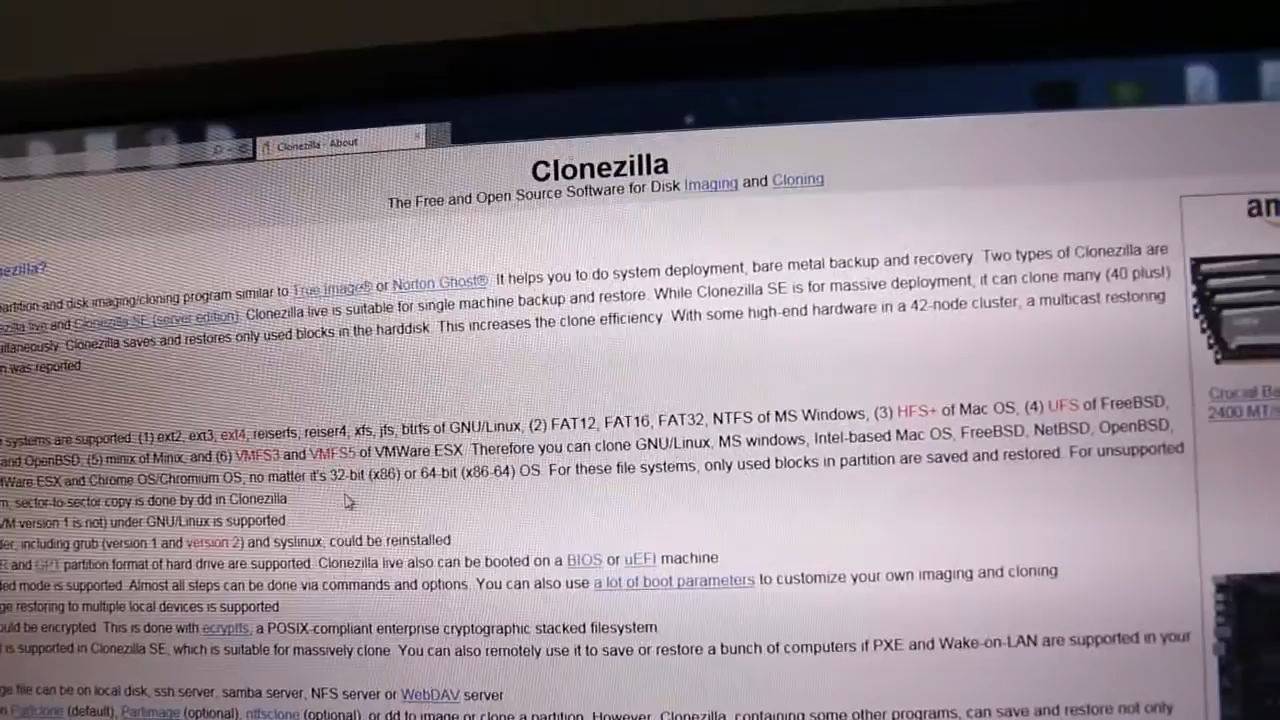 Clonezilla - About
Clonezilla
The Free and Open Source Software for Disk Imaging and Cloning
ezilla?
partition and disk imaging/cloning program similar to True Image® or Norton Ghost®. It helps you to do system deployment, bare metal backup and recovery. Two types of Clonezilla are
zilla live and Clonezilla SE (server edition). Clonezilla live is suitable for single machine backup and restore. While Clonezilla SE is for massive deployment, it can clone many (40 plus!)
ultaneously. Clonezilla saves and restores only used blocks in the harddisk. This increases the clone efficiency. With some high-end hardware in a 42-node cluster, a multicast restoring
n was reported.
systems are supported: (1) ext2, ext3, ext4, reiserfs, reiser4, xfs, jfs, btrfs of GNU/Linux, (2) FAT12, FAT16, FAT32, NTFS of MS Windows, (3) HFS+ of Mac OS, (4) UFS of FreeBSD,
and OpenBSD, (5) minix of Minix, and (6) VMFS3 and VMFS5 of VMWare ESX. Therefore you can clone GNU/Linux, MS windows, Intel-based Mac OS, FreeBSD, NetBSD, OpenBSD,
MWare ESX and Chrome OS/Chromium OS, no matter it's 32-bit (x86) or 64-bit (x86-64) OS. For these file systems, only used blocks in partition are saved and restored. For unsupported
m, sector-to-sector copy is done by dd in Clonezilla.
VM version 1 is not) under GNU/Linux is supported.
der, including grub (version 1 and version 2) and syslinux, could be reinstalled.
R and GPT partition format of hard drive are supported. Clonezilla live also can be booted on a BIOS or uEFI machine.
ded mode is supported. Almost all steps can be done via commands and options. You can also use a lot of boot parameters to customize your own imaging and cloning.
ge restoring to multiple local devices is supported
ould be encrypted. This is done with ecryptfs, a POSIX-compliant enterprise cryptographic stacked filesystem.
is supported in Clonezilla SE, which is suitable for massively clone. You can also remotely use it to save or restore a bunch of computers if PXE and Wake-on-LAN are supported in your
ge file can be on local disk, ssh server, samba server, NFS server or WebDAV server
n Partclone (default), Partimage (optional), ntfsclone (optional), or dd to image or clone a partition. However, Clonezilla, containing some other programs, can save and restore not only
am
Crucial Ba
2400 MT/